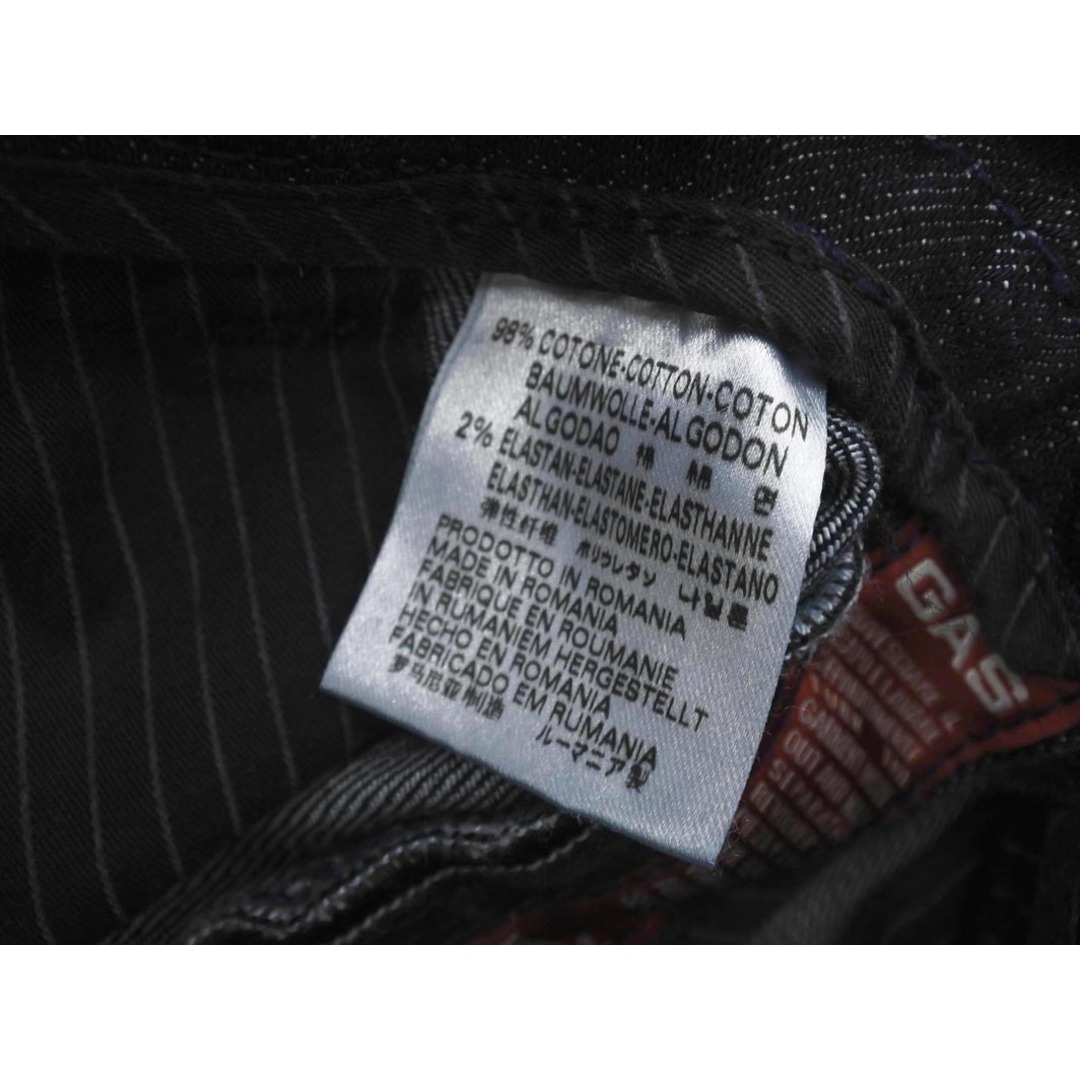 98% COTONE-COTTON-COTON
BAUMWOLLE-ALGODON
ALGODAO 棉 綿 면
2% ELASTAN-ELASTANE-ELASTHANNE
ELASTHAN-ELASTOMERO-ELASTANO
弹性纤维 ポリウレタン 나일론
PRODOTTO IN ROMANIA
MADE IN ROMANIA
FABRIQUE EN ROUMANIE
IN RUMANIEM HERGESTELLT
HECHO EN ROMANIA
FABRICADO EM RUMANIA
罗马尼亚制造 ルーマニア製
GAS